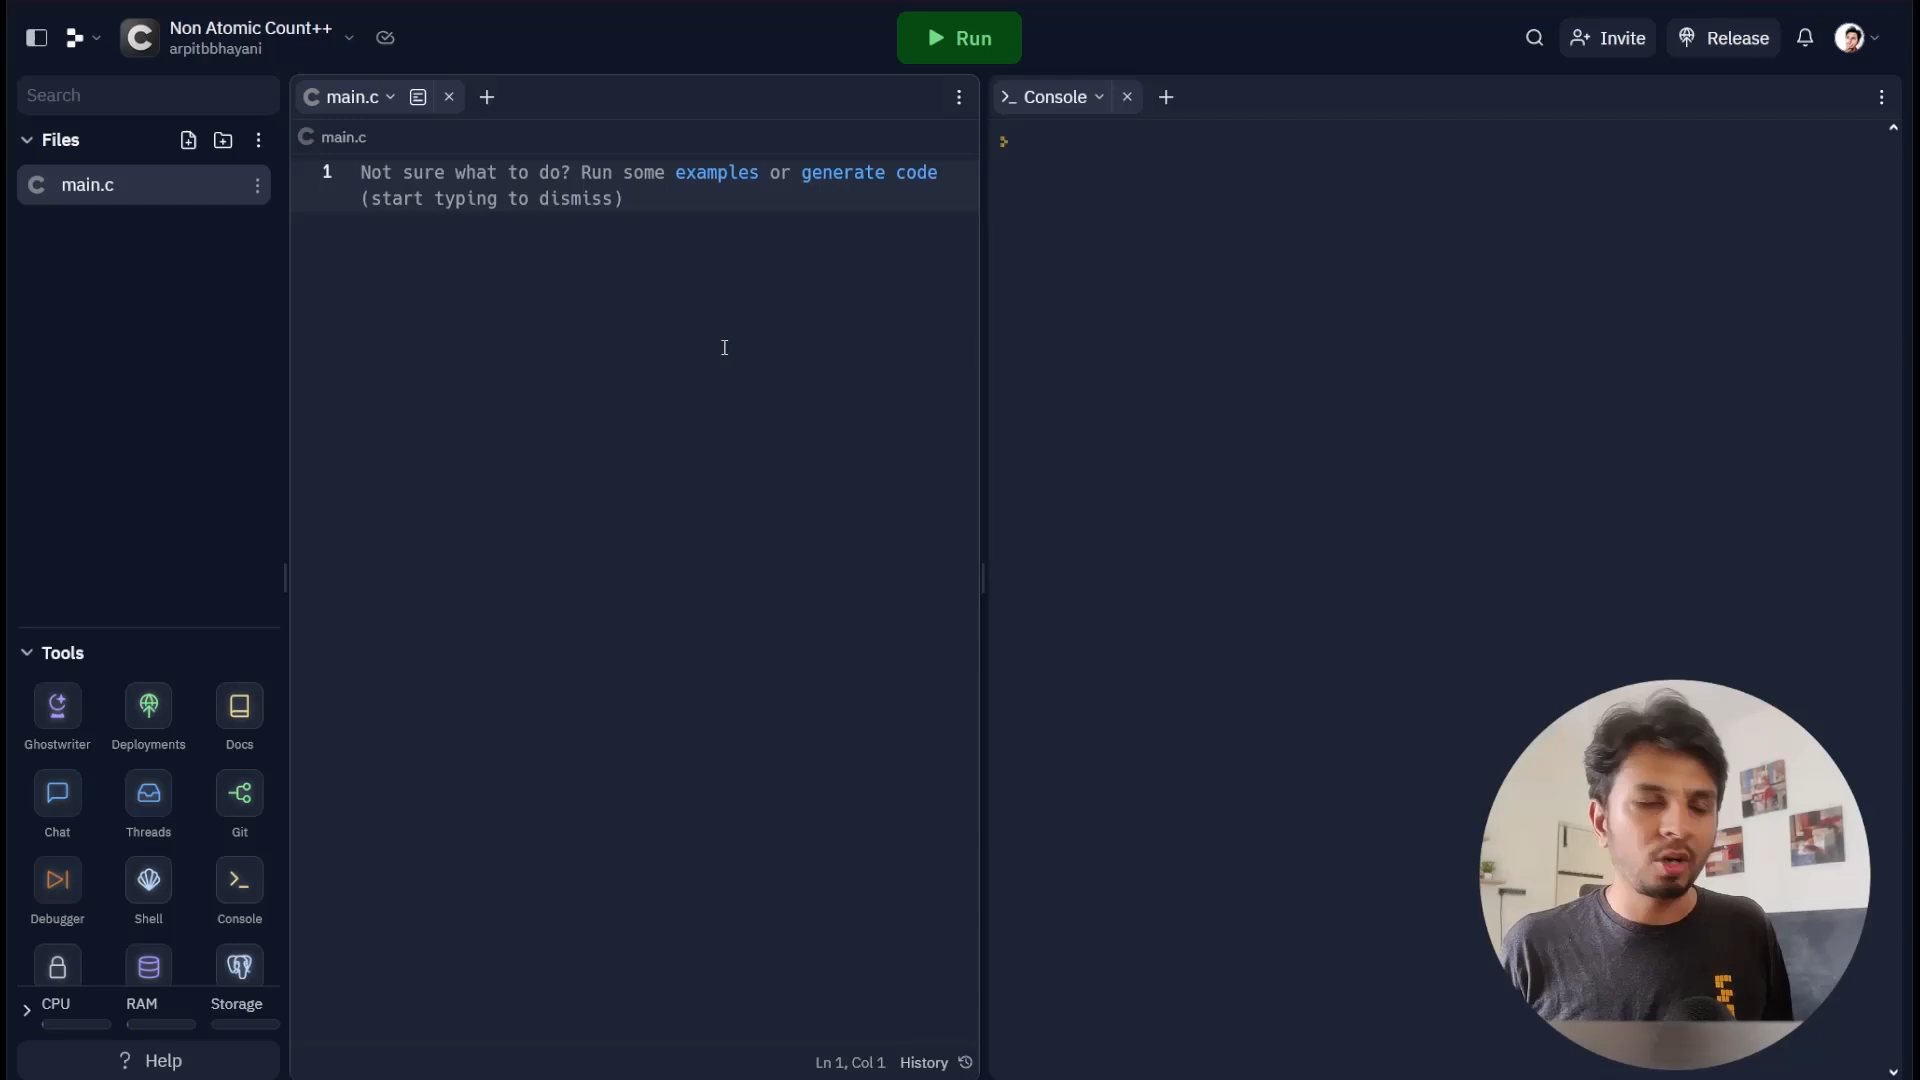 Non Atomic Count++
arpitbbhayani
Run
Invite
Release
Search
Files
main.c
main.c
Console
main.c
1 Not sure what to do? Run some examples or generate code
(start typing to dismiss)
Tools
Ghostwriter
Deployments
Docs
Chat
Threads
Git
Debugger
Shell
Console
CPU
RAM
Storage
? Help
Ln 1, Col 1
History